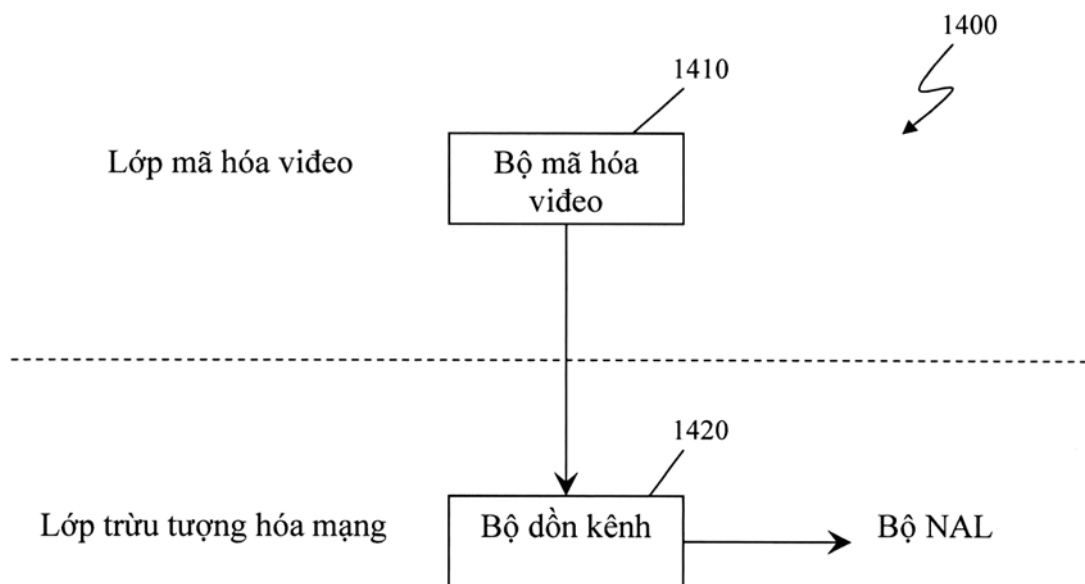 1400
1410
Lớp mã hóa viđeo
Bộ mã hóa
viđeo
1420
Lớp trừu tượng hóa mạng
Bộ dồn kênh
Bộ NAL